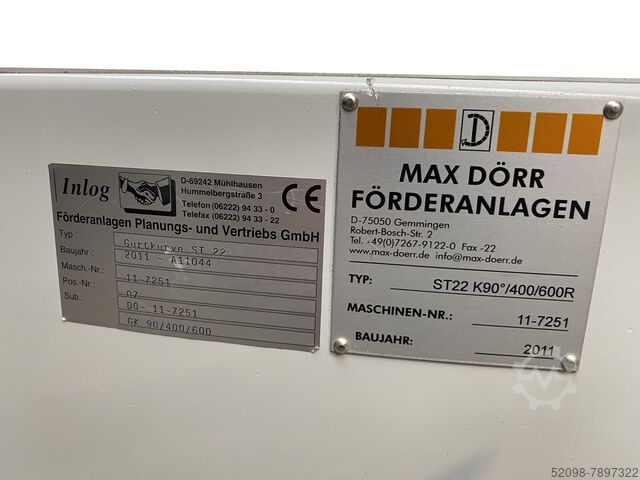 Inlog
D-69242 Mühlhausen
Hummelbergstraße 3
Telefon (06222) 94 33 - 0
Telefax (06222) 94 33 - 22
CE
Förderanlagen Planungs- und Vertriebs GmbH
Typ: Gurtkurve ST 22
Baujahr: 2011 - A11044
Masch.-Nr.: 11-7251
Pos.-Nr.: 07
Sub.: DÖ- 11-7251
GK 90/400/600
D
MAX DÖRR
FÖRDERANLAGEN
D-75050 Gemmingen
Robert-Bosch-Str. 2
Tel. +49(0)7267-9122-0 Fax -22
www.max-doerr.de info@max-doerr.de
TYP: ST22 K90°/400/600R
MASCHINEN-NR.: 11-7251
BAUJAHR: 2011
52098-7897322